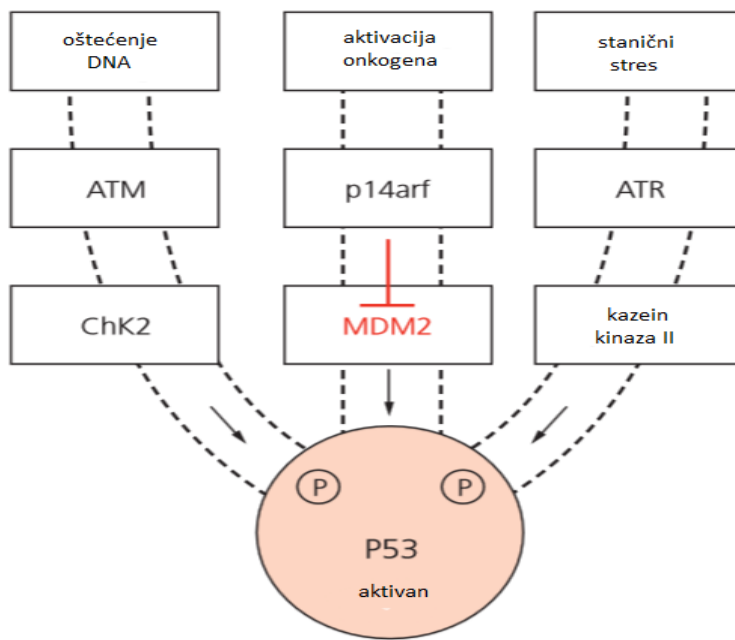 oštećenje
DNA
aktivacija
onkogena
stanični
stres
ATM
p14arf
ATR
ChK2
MDM2
kazein
kinaza II
P
P
P53
aktivan